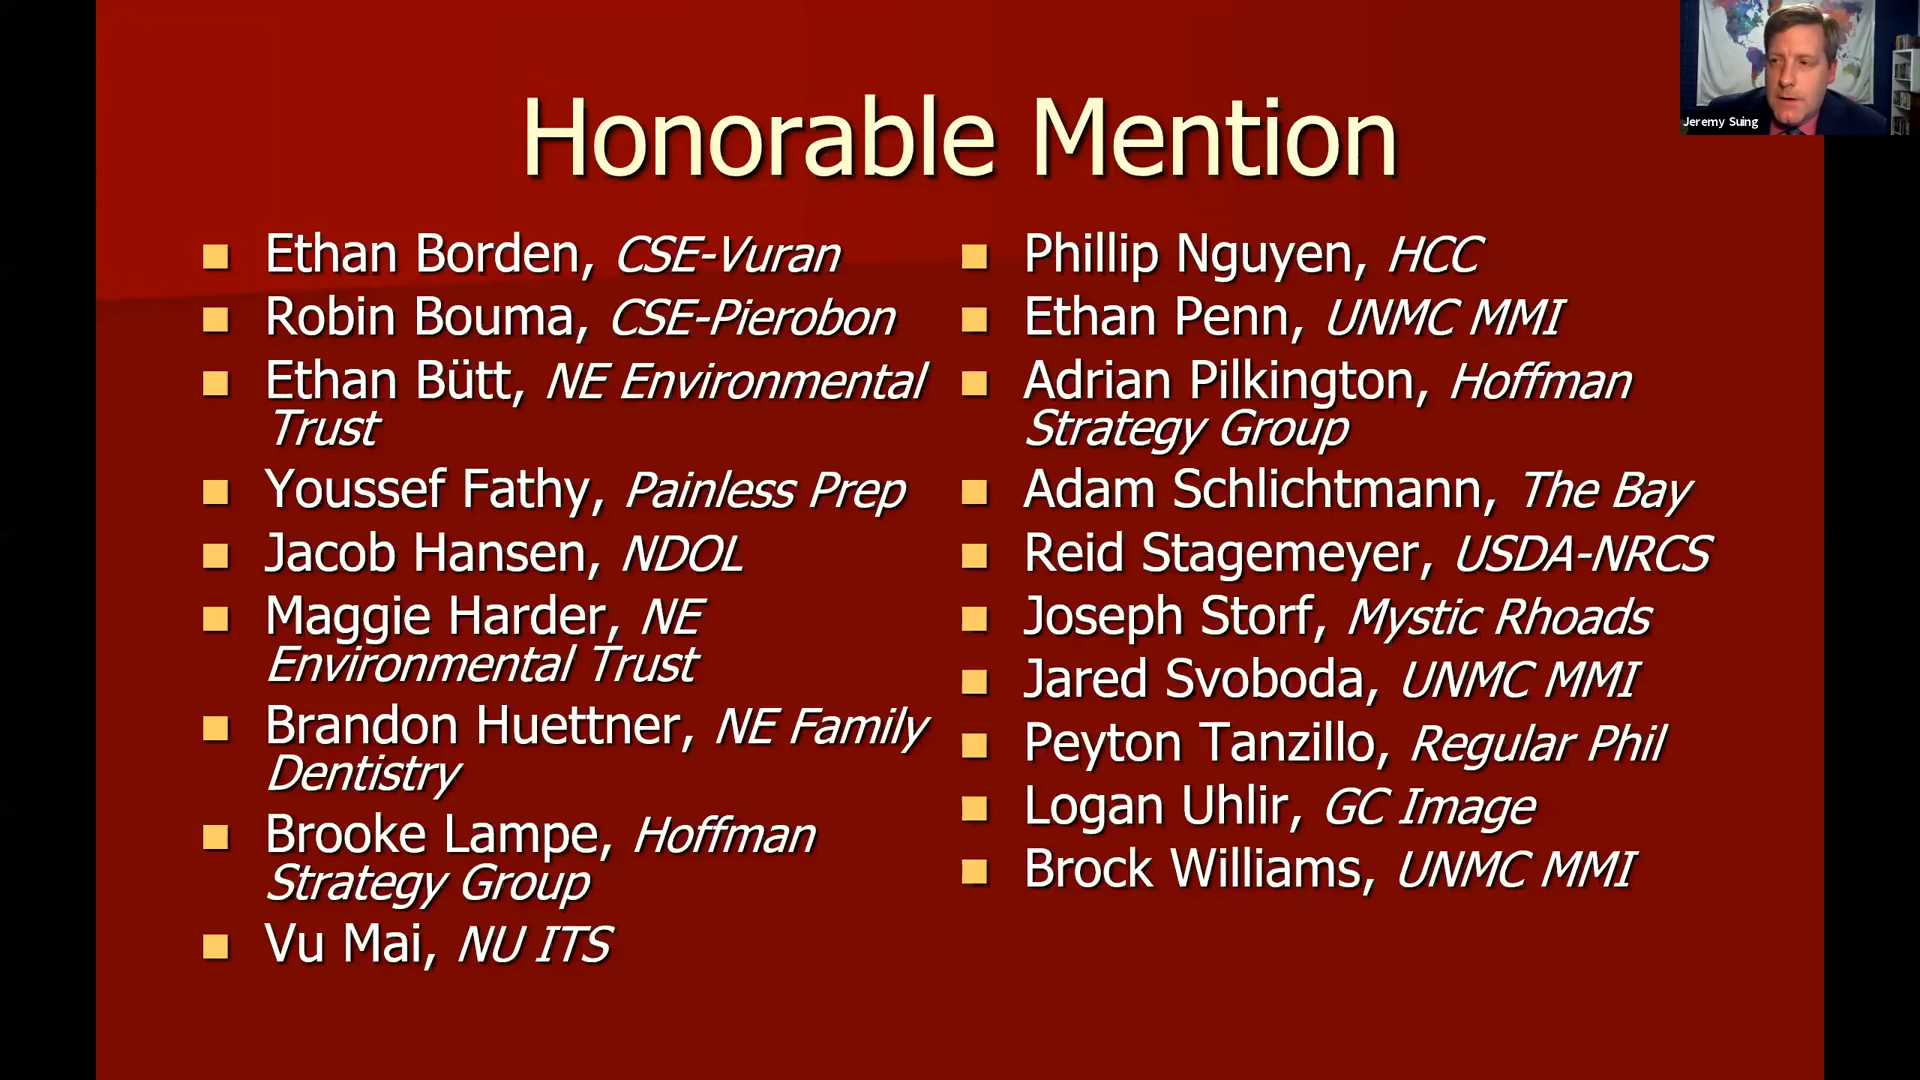 Honorable Mention
Ethan Borden, CSE-Vuran
Robin Bouma, CSE-Pierobon
Ethan Bütt, NE Environmental
Trust
Youssef Fathy, Painless Prep
Jacob Hansen, NDOL
Maggie Harder, NE
Environmental Trust
Brandon Huettner, NE Family
Dentistry
Brooke Lampe, Hoffman
Strategy Group
Vu Mai, NU ITS
Phillip Nguyen, HCC
Ethan Penn, UNMC MMI
Adrian Pilkington, Hoffman
Strategy Group
Adam Schlichtmann, The Bay
Reid Stagemeyer, USDA-NRCS
Joseph Storf, Mystic Rhoads
Jared Svoboda, UNMC MMI
Peyton Tanzillo, Regular Phil
Logan Uhlir, GC Image
Brock Williams, UNMC MMI
Jeremy Suing